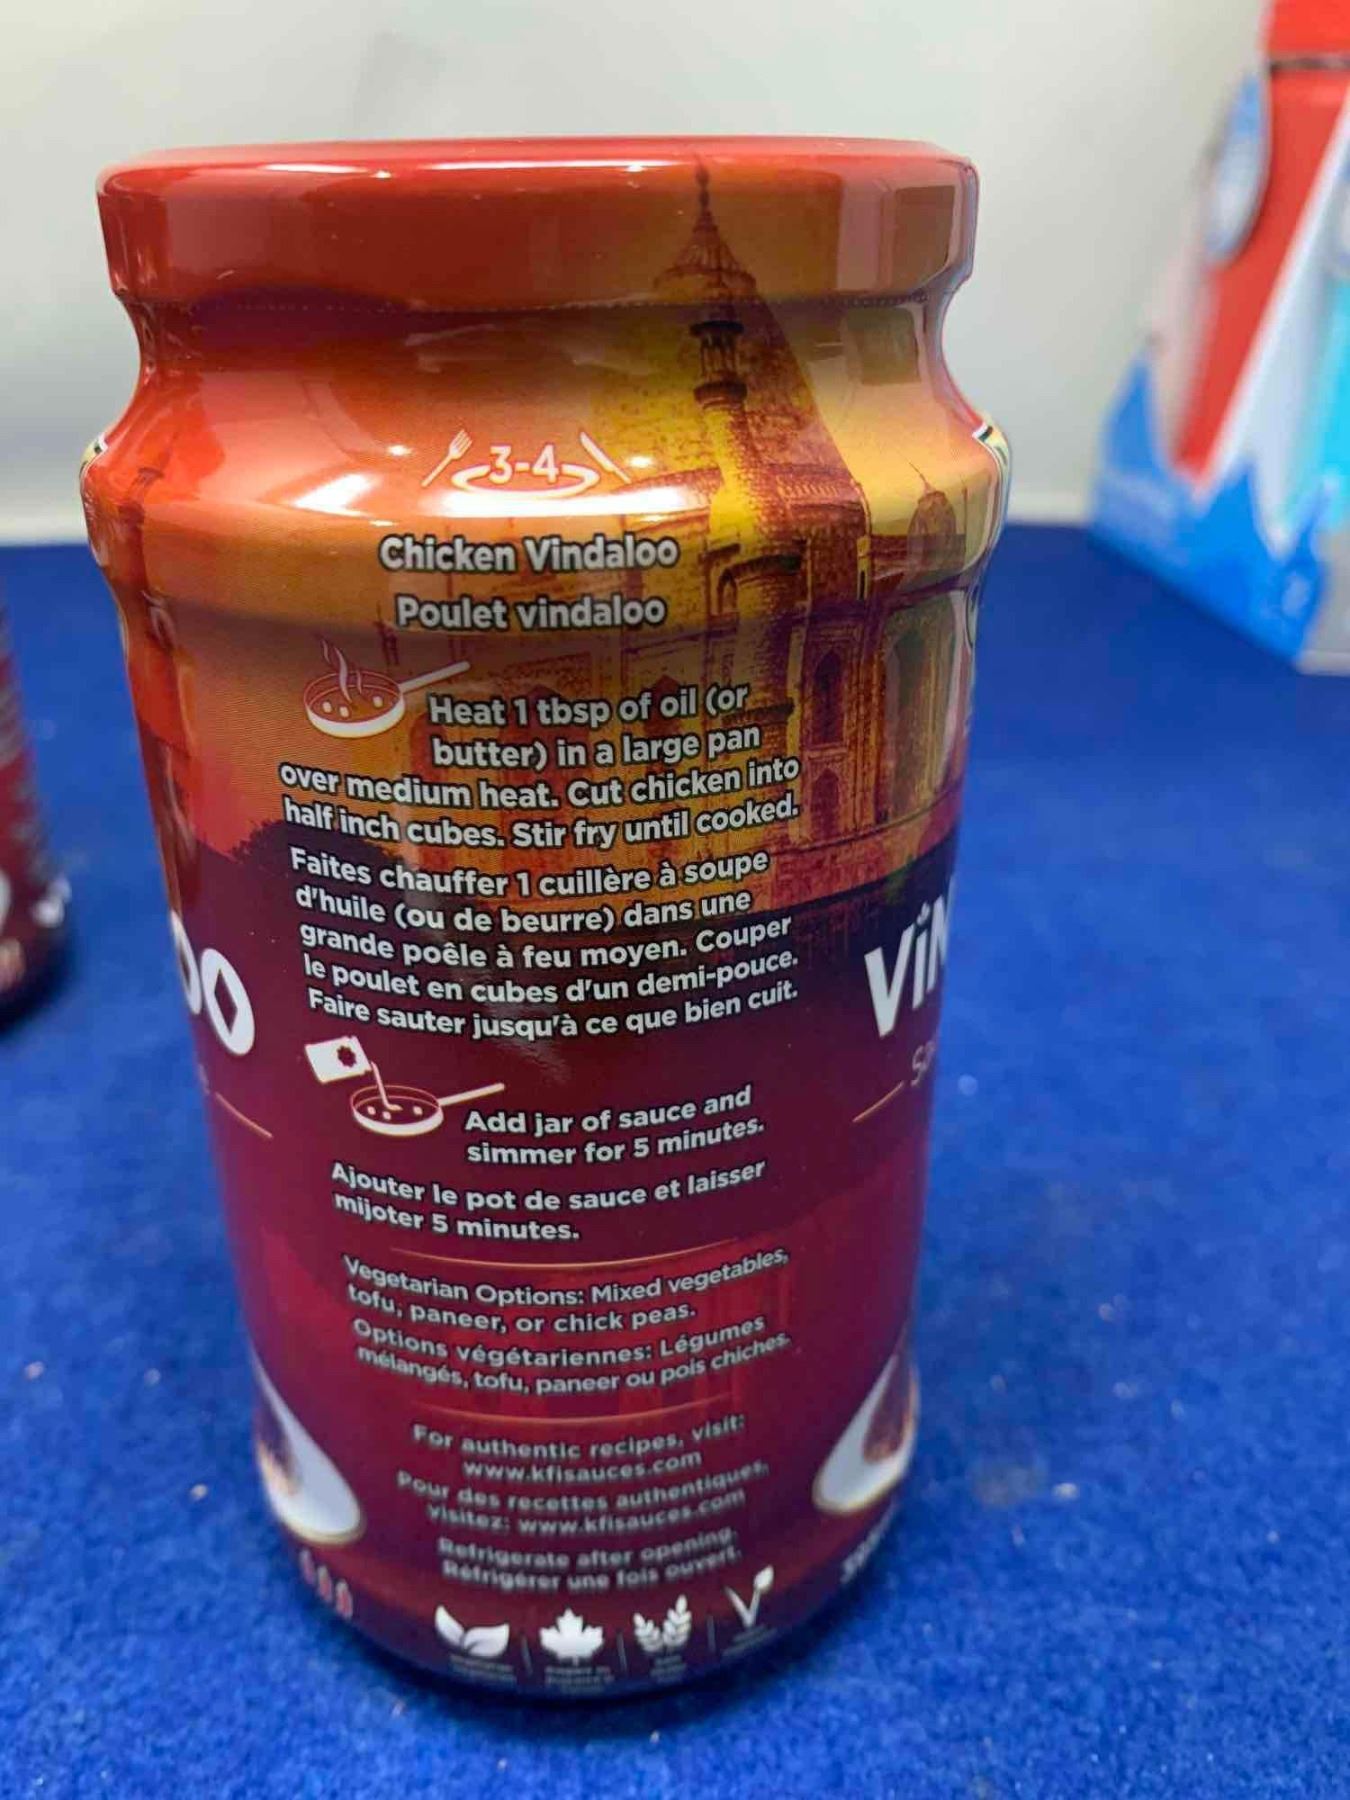 3-4
Chicken Vindaloo
Poulet vindaloo
Heat 1 tbsp of oil (or
butter) in a large pan
over medium heat. Cut chicken into
half inch cubes. Stir fry until cooked.
Faites chauffer 1 cuillère à soupe
d'huile (ou de beurre) dans une
grande poêle à feu moyen. Couper
le poulet en cubes d'un demi-pouce.
Faire sauter jusqu'à ce que bien cuit.
Add jar of sauce and
simmer for 5 minutes.
Ajouter le pot de sauce et laisser
mijoter 5 minutes.
Vegetarian Options: Mixed vegetables,
tofu, paneer, or chick peas.
Options végétariennes: Légumes
mélangés, tofu, paneer ou pois chiches.
For authentic recipes, visit:
www.kfisauces.com
Pour des recettes authentiques,
visitez: www.kfisauces.com
Refrigerate after opening.
Réfrigérer une fois ouvert.